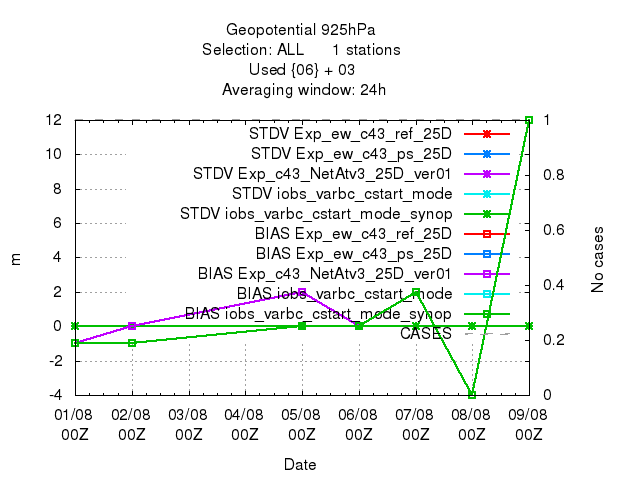 Geopotential 925hPa
Selection: ALL      1 stations
Used {06} + 03
Averaging window: 24h
12
10
8
6
4
2
0
-2
-4
m
1
0.8
0.6
0.4
0.2
0
No cases
STDV Exp_ew_c43_ref_25D
STDV Exp_ew_c43_ps_25D
STDV Exp_c43_NetAtv3_25D_ver01
STDV iobs_varbc_cstart_mode
STDV iobs_varbc_cstart_mode_synop
BIAS Exp_ew_c43_ref_25D
BIAS Exp_ew_c43_ps_25D
BIAS Exp_c43_NetAtv3_25D_ver01
BIAS iobs_varbc_cstart_mode
BIAS iobs_varbc_cstart_mode_synop
CASES
01/08 02/08 03/08 04/08 05/08 06/08 07/08 08/08 09/08
00Z 00Z 00Z 00Z 00Z 00Z 00Z 00Z 00Z
Date